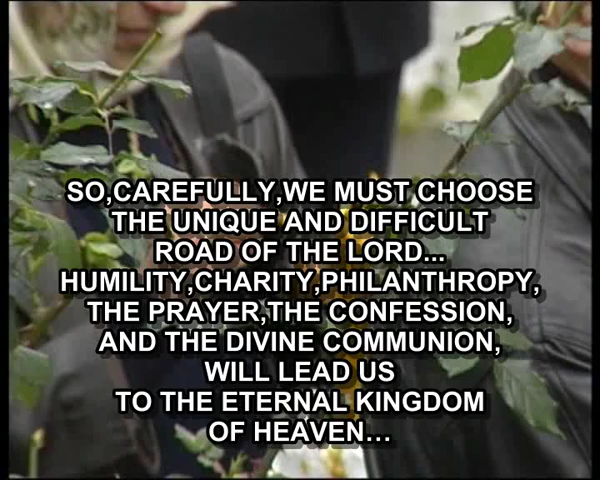 SO,CAREFULLY,WE MUST CHOOSE
THE UNIQUE AND DIFFICULT
ROAD OF THE LORD...
HUMILITY,CHARITY,PHILANTHROPY,
THE PRAYER,THE CONFESSION,
AND THE DIVINE COMMUNION,
WILL LEAD US
TO THE ETERNAL KINGDOM
OF HEAVEN...